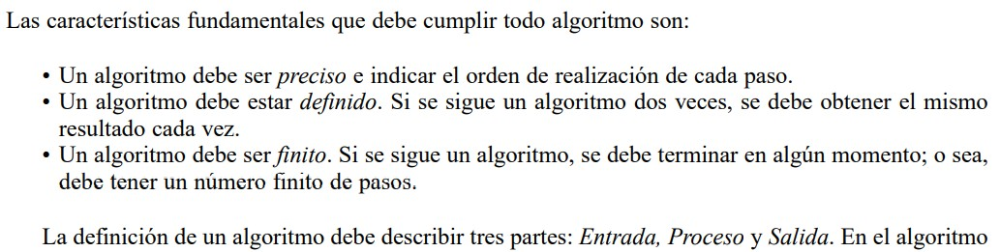 Las características fundamentales que debe cumplir todo algoritmo son:
• Un algoritmo debe ser preciso e indicar el orden de realización de cada paso.
• Un algoritmo debe estar definido. Si se sigue un algoritmo dos veces, se debe obtener el mismo
resultado cada vez.
• Un algoritmo debe ser finito. Si se sigue un algoritmo, se debe terminar en algún momento; o sea,
debe tener un número finito de pasos.
La definición de un algoritmo debe describir tres partes: Entrada, Proceso y Salida. En el algoritmo